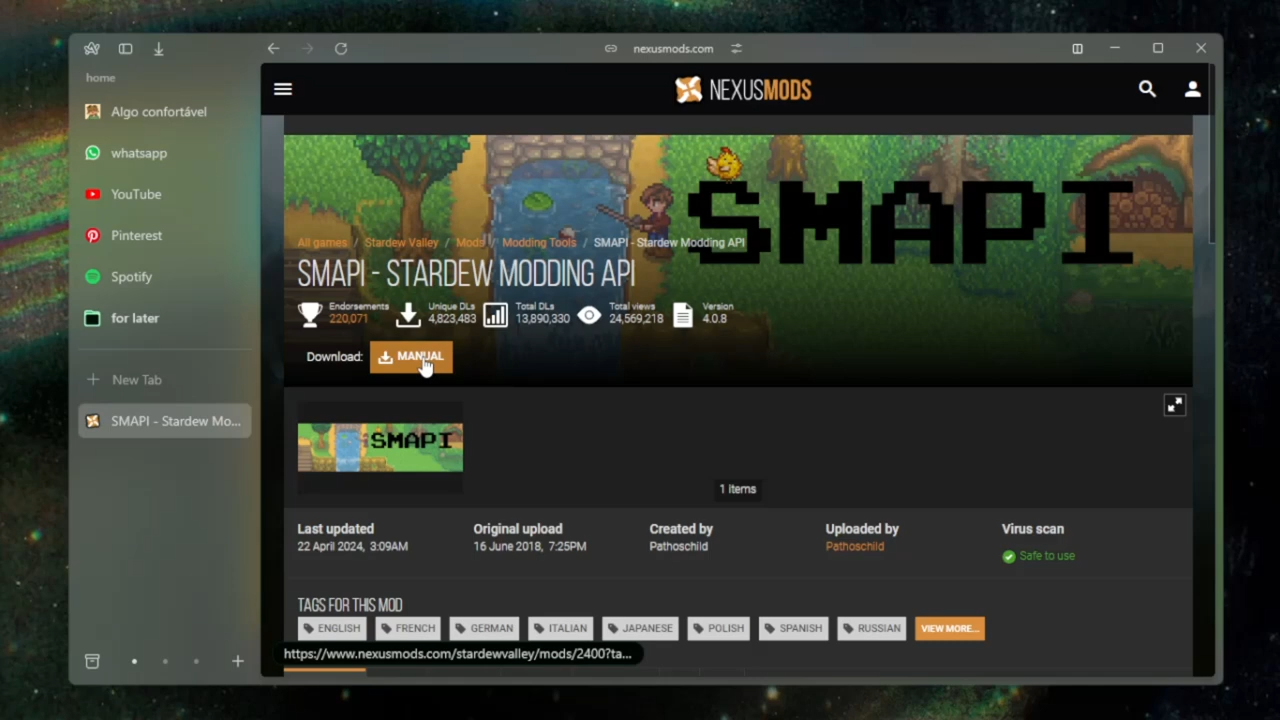 nexusmods.com
home
Algo confortável
whatsapp
YouTube
Pinterest
Spotify
for later
New Tab
SMAPI - Stardew Mo...
NEXUSMODS
SMAPI
All games / Stardew Valley / Mods / Modding Tools / SMAPI - Stardew Modding API
SMAPI - STARDEW MODDING API
Endorsements
220,071
Unique DLs
4,823,483
Total DLs
13,890,330
Total views
24,569,218
Version
4.0.8
Download: MANUAL
SMAPI
1 items
Last updated
22 April 2024, 3:09AM
Original upload
16 June 2018, 7:25PM
Created by
Pathoschild
Uploaded by
Pathoschild
Virus scan
Safe to use
TAGS FOR THIS MOD
ENGLISH FRENCH GERMAN ITALIAN JAPANESE POLISH SPANISH RUSSIAN VIEW MORE...
https://www.nexusmods.com/stardewvalley/mods/2400?ta...